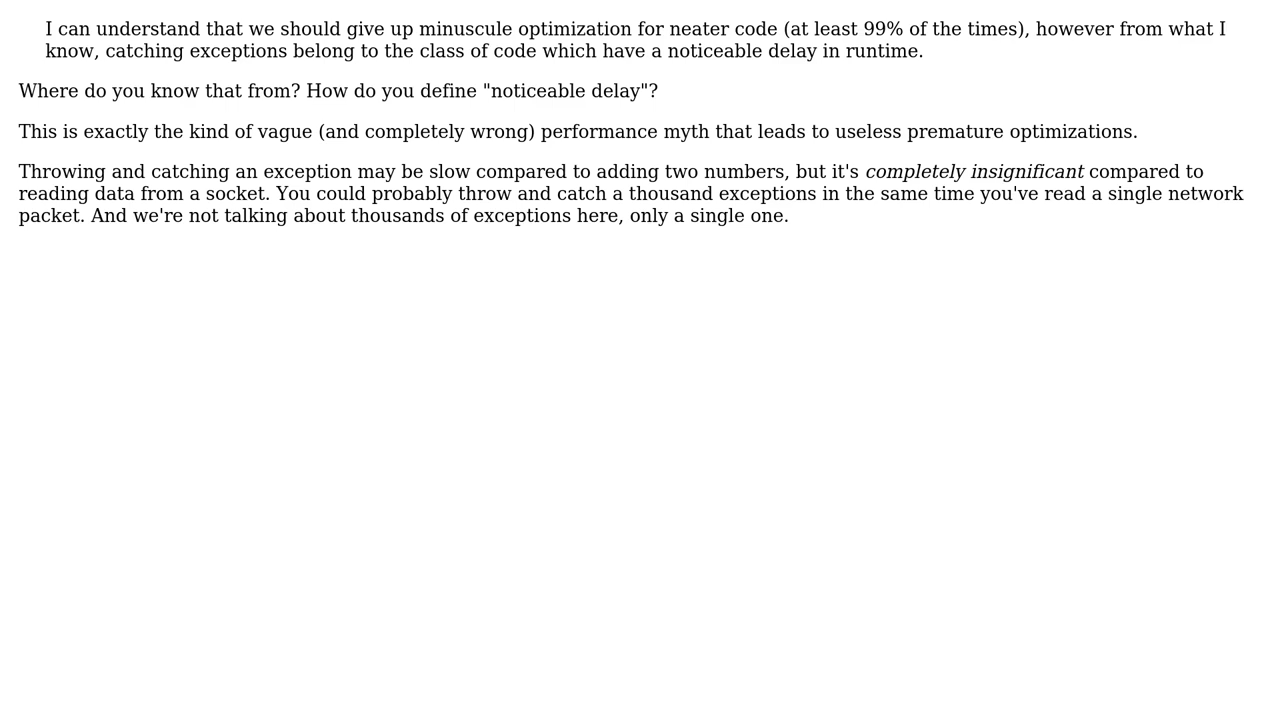 I can understand that we should give up minuscule optimization for neater code (at least 99% of the times), however from what I
know, catching exceptions belong to the class of code which have a noticeable delay in runtime.
Where do you know that from? How do you define "noticeable delay"?
This is exactly the kind of vague (and completely wrong) performance myth that leads to useless premature optimizations.
Throwing and catching an exception may be slow compared to adding two numbers, but it's completely insignificant compared to
reading data from a socket. You could probably throw and catch a thousand exceptions in the same time you've read a single network
packet. And we're not talking about thousands of exceptions here, only a single one.